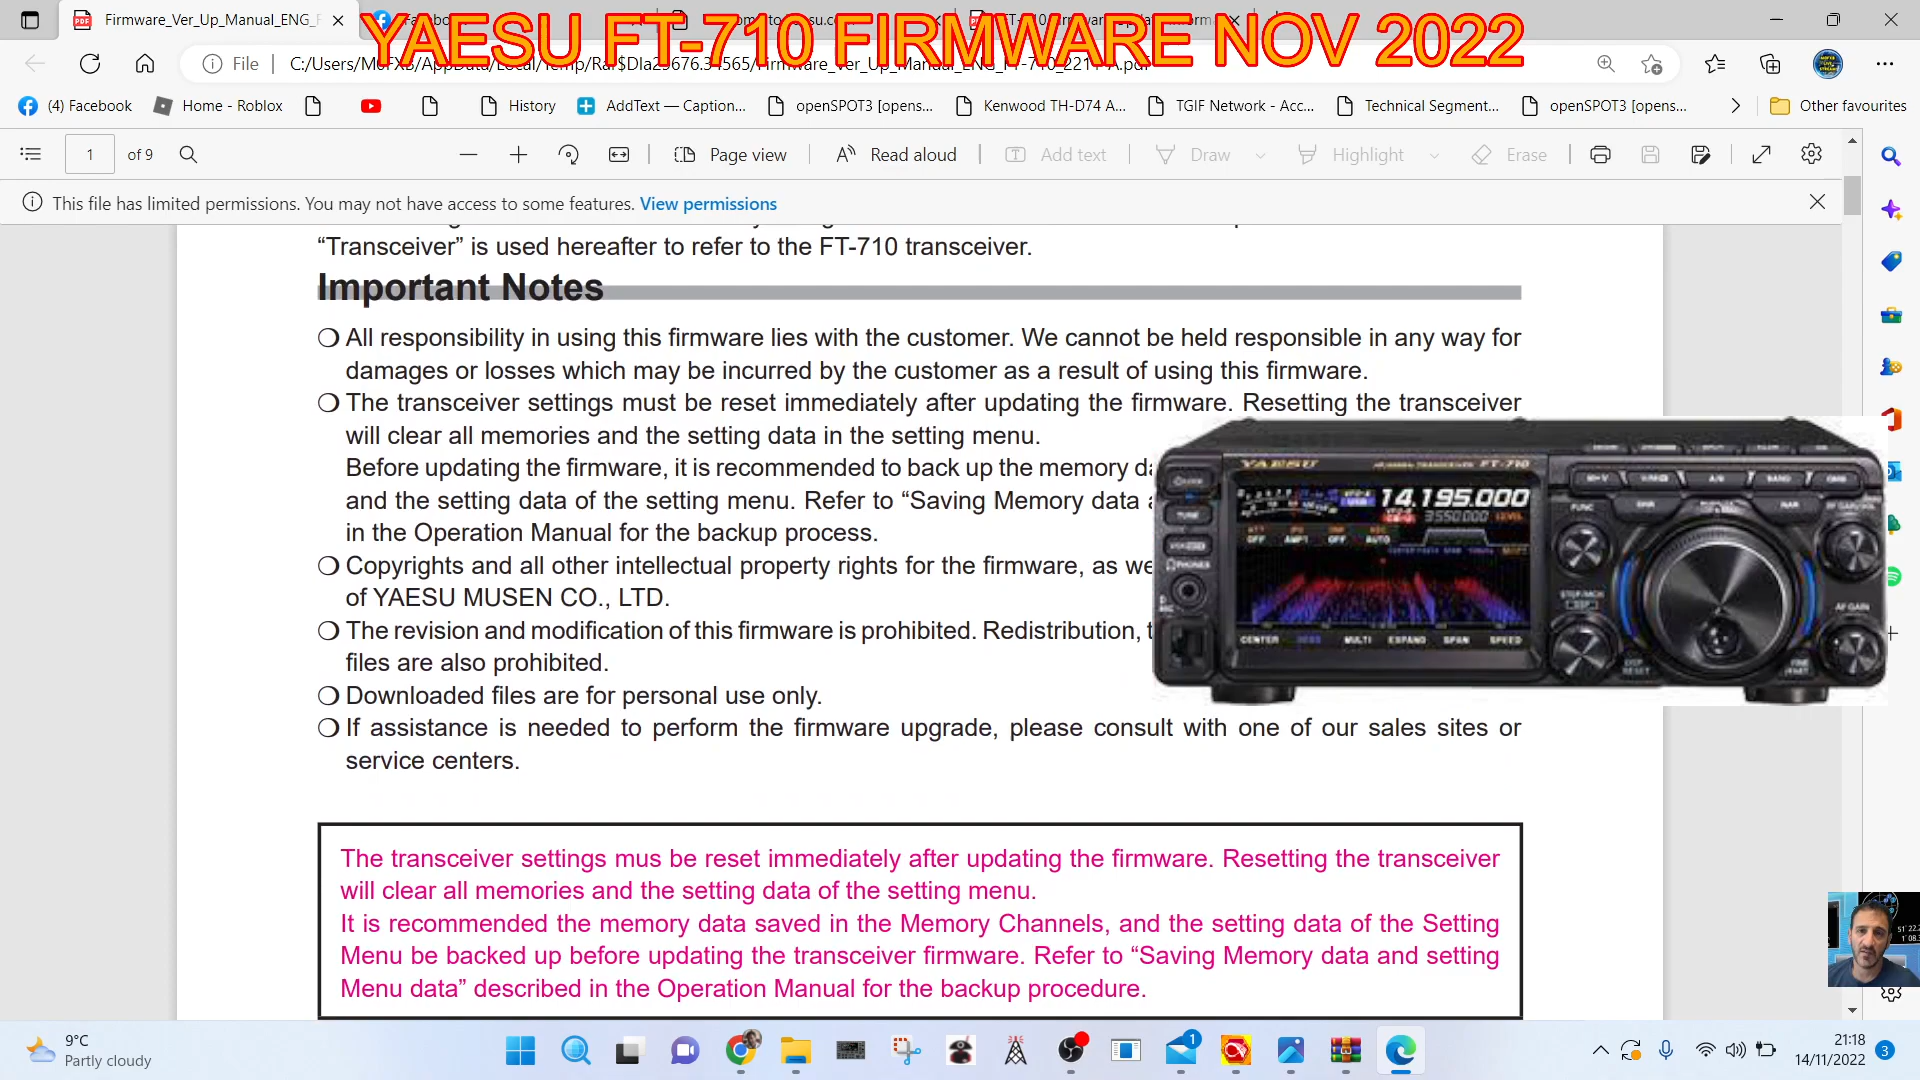 Firmware_Ver_Up_Manual_ENG_F
YAESU FT-710 FIRMWARE NOV 2022
File
(4) Facebook
Home - Roblox
History
AddText — Caption...
openSPOT3 [opens...
Kenwood TH-D74 A...
TGIF Network - Acc...
Technical Segment...
openSPOT3 [opens...
Other favourites
1 of 9
Page view
Read aloud
Add text
Draw
Highlight
Erase
This file has limited permissions. You may not have access to some features. View permissions
“Transceiver” is used hereafter to refer to the FT-710 transceiver.
Important Notes
All responsibility in using this firmware lies with the customer. We cannot be held responsible in any way for
damages or losses which may be incurred by the customer as a result of using this firmware.
The transceiver settings must be reset immediately after updating the firmware. Resetting the transceiver
will clear all memories and the setting data in the setting menu.
Before updating the firmware, it is recommended to back up the memory
and the setting data of the setting menu. Refer to “Saving Memory data
in the Operation Manual for the backup process.
Copyrights and all other intellectual property rights for the firmware, as
of YAESU MUSEN CO., LTD.
The revision and modification of this firmware is prohibited. Redistribution,
files are also prohibited.
Downloaded files are for personal use only.
If assistance is needed to perform the firmware upgrade, please consult with one of our sales sites or
service centers.
YAESU
FT-710
14.195.000
CENTER
MULTI
EXPAND
SPAN
SPEED
AF GAIN
The transceiver settings mus be reset immediately after updating the firmware. Resetting the transceiver
will clear all memories and the setting data of the setting menu.
It is recommended the memory data saved in the Memory Channels, and the setting data of the Setting
Menu be backed up before updating the transceiver firmware. Refer to “Saving Memory data and setting
Menu data” described in the Operation Manual for the backup procedure.
9°C
Partly cloudy
1
21:18
14/11/2022
3